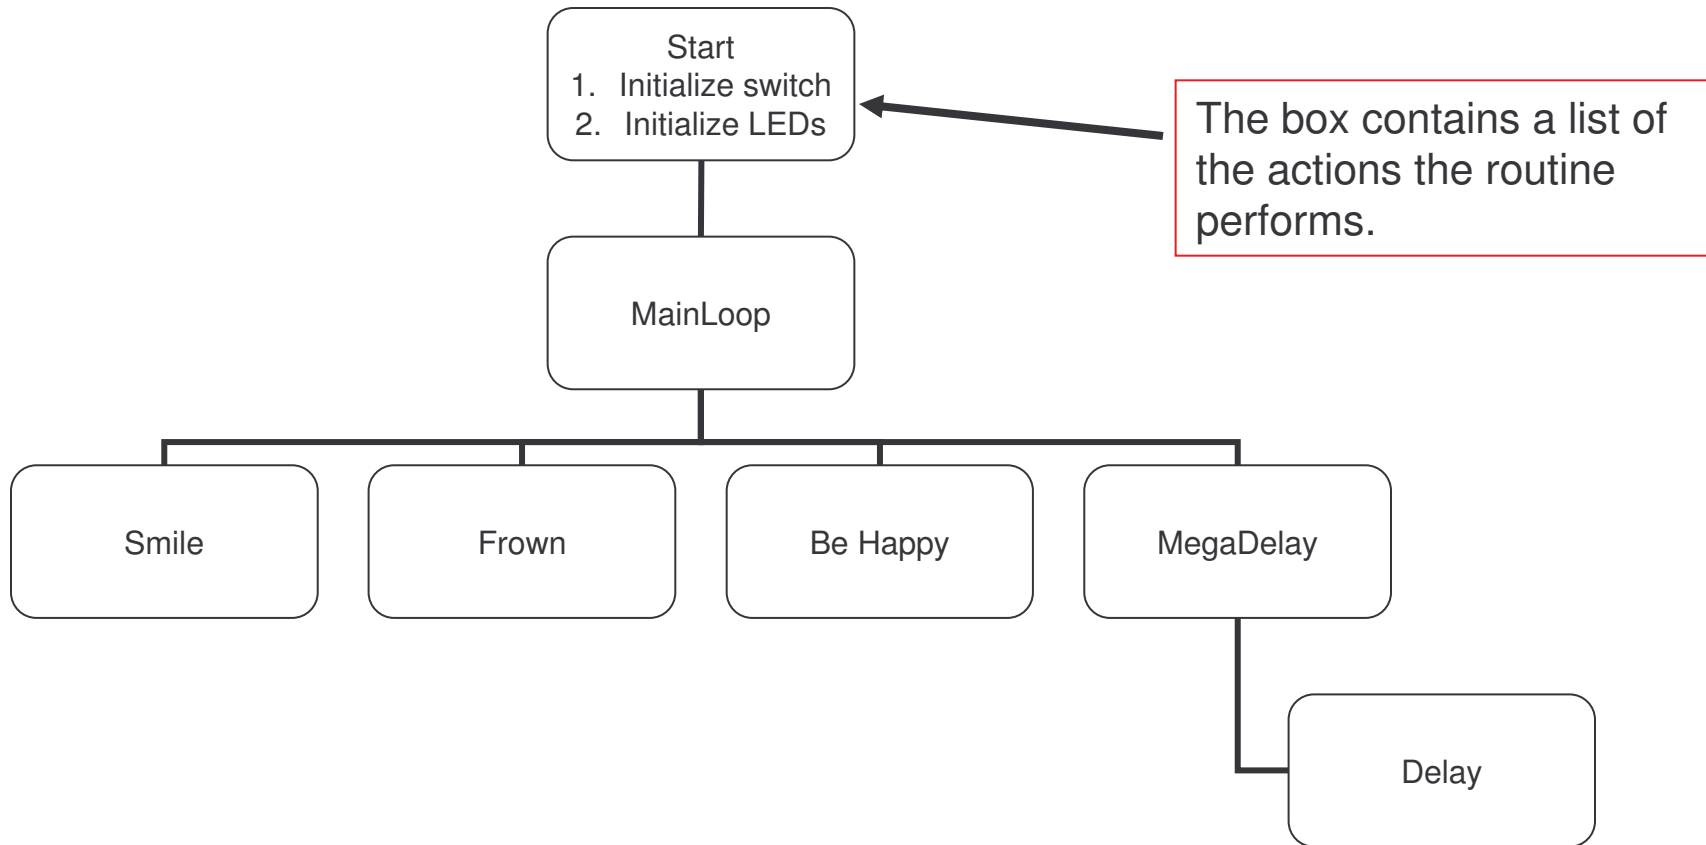 Start
1. Initialize switch
2. Initialize LEDs
The box contains a list of
the actions the routine
performs.
MainLoop
Smile
Frown
Be Happy
MegaDelay
Delay